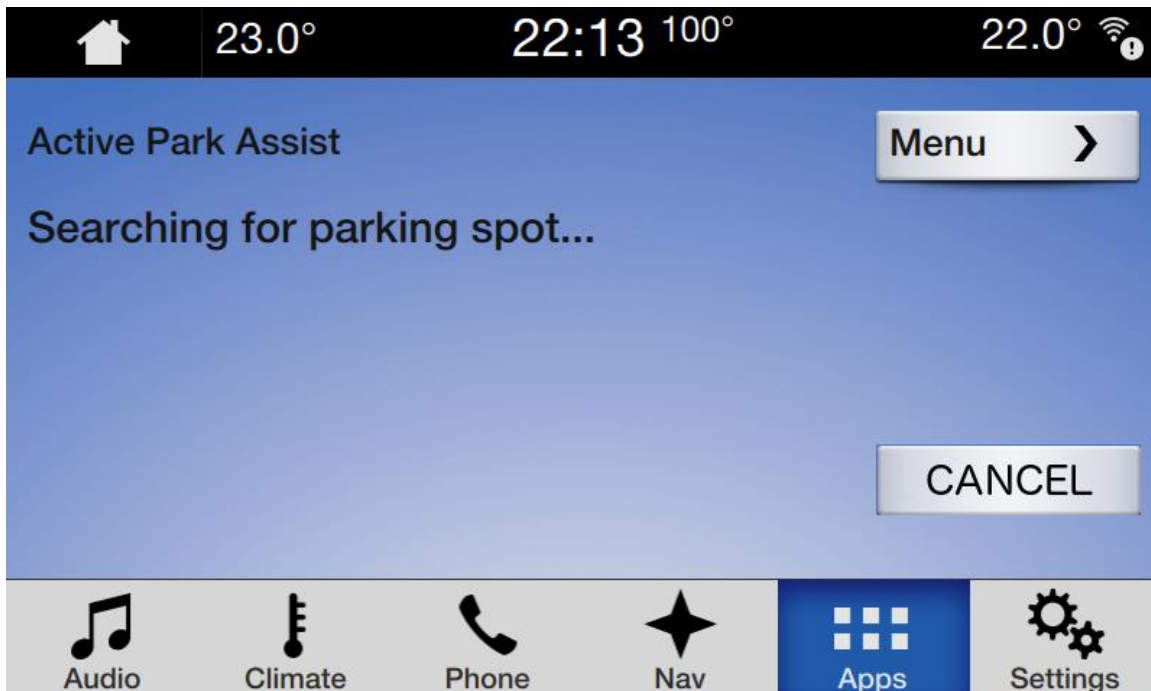 23.0° 22:13 100° 22.0°
Active Park Assist
Menu
Searching for parking spot...
CANCEL
Audio Climate Phone Nav Apps Settings